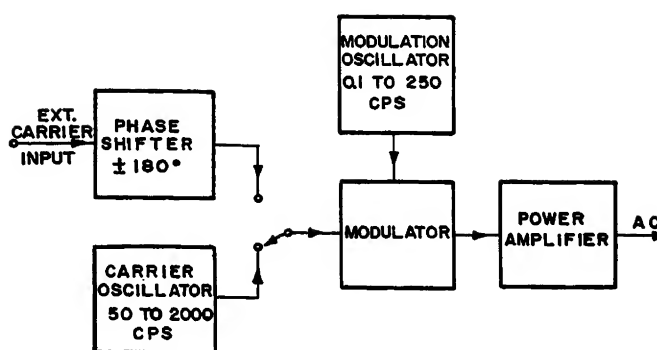 EXT.
CARRIER
INPUT
PHASE
SHIFTER
± 180°
MODULATION
OSCILLATOR
0.1 TO 250
CPS
CARRIER
OSCILLATOR
50 TO 2000
CPS
MODULATOR
POWER
AMPLIFIER
AC